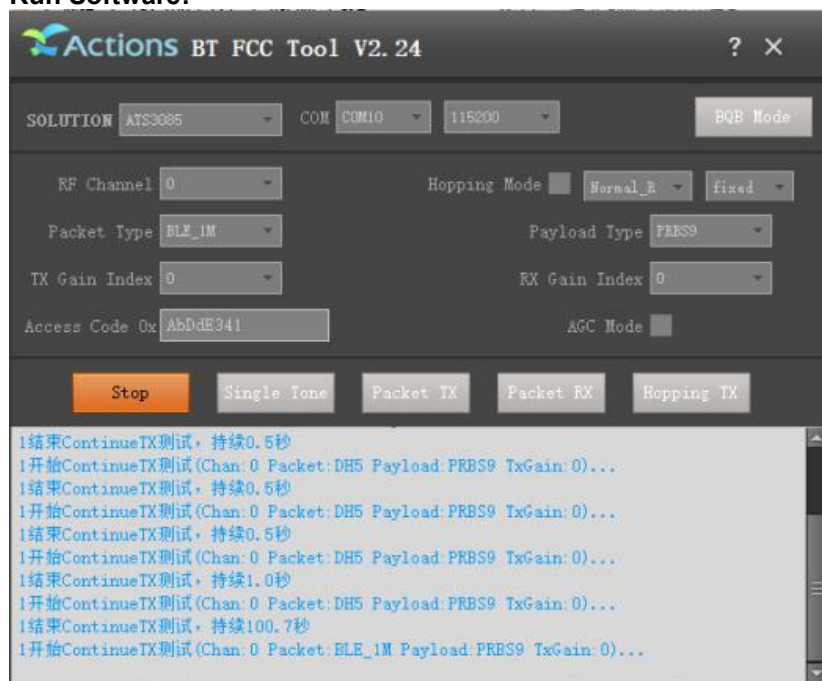 Run Software:
Actions BT FCC Tool V2.24 ? ×
SOLUTION ATS3085 COM COM10 115200 BQB Mode
RF Channel 0 Hopping Mode Normal_R fixed
Packet Type BLE_1M Payload Type PRBS9
TX Gain Index 0 RX Gain Index 0
Access Code 0x AbDdE341 AGC Mode
Stop Single Tone Packet TX Packet RX Hopping TX
1结束ContinueTX测试，持续0.5秒
1开始ContinueTX测试(Chan:0 Packet:DH5 Payload:PRBS9 TxGain:0)...
1结束ContinueTX测试，持续0.5秒
1开始ContinueTX测试(Chan:0 Packet:DH5 Payload:PRBS9 TxGain:0)...
1结束ContinueTX测试，持续0.5秒
1开始ContinueTX测试(Chan:0 Packet:DH5 Payload:PRBS9 TxGain:0)...
1结束ContinueTX测试，持续1.0秒
1开始ContinueTX测试(Chan:0 Packet:DH5 Payload:PRBS9 TxGain:0)...
1结束ContinueTX测试，持续100.7秒
1开始ContinueTX测试(Chan:0 Packet:BLE_1M Payload:PRBS9 TxGain:0)...